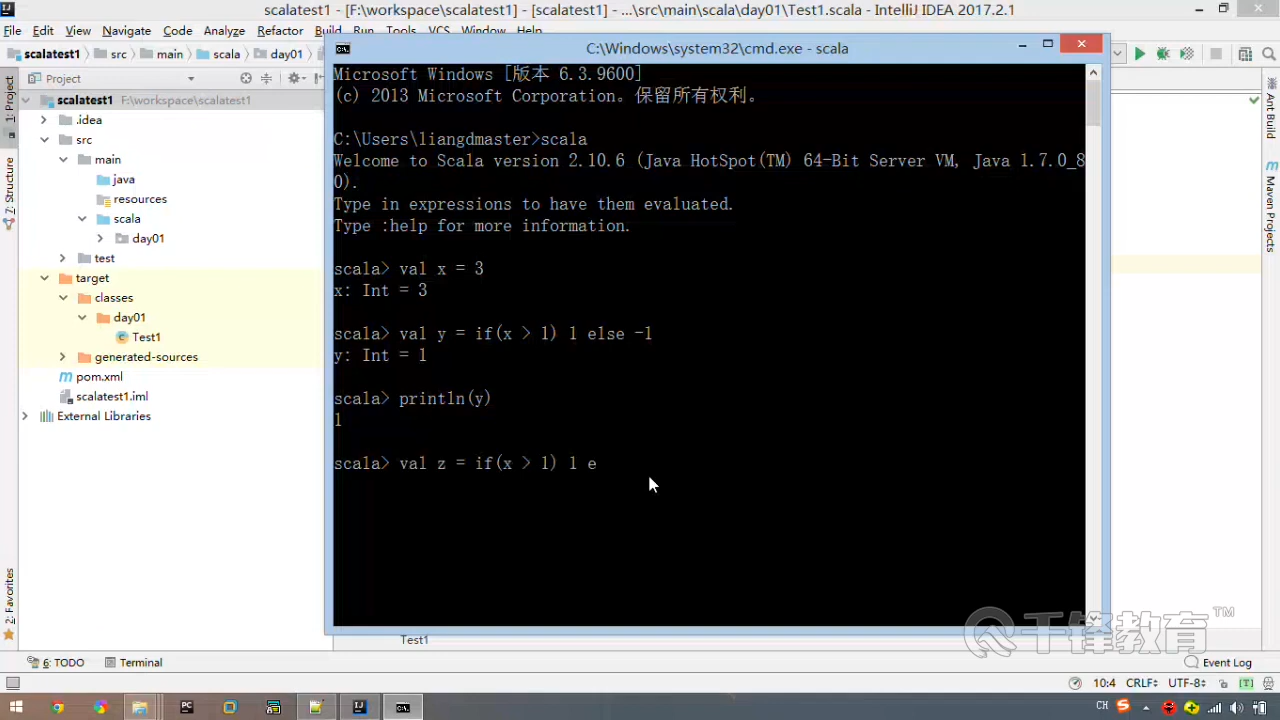 scalatest1 - [F:\workspace\scalatest1] - [scalatest1] - ...\src\main\scala\day01\Test1.scala - IntelliJ IDEA 2017.2.1
File Edit View Navigate Code Analyze Refactor Build Run Tools VCS Window Help
scalatest1 src main scala day01
Project
scalatest1 F:\workspace\scalatest1
.idea
src
main
java
resources
scala
day01
test
target
classes
day01
Test1
generated-sources
pom.xml
scalatest1.iml
External Libraries
1: Project
7: Structure
2: Favorites
Ant Build
Maven Projects
C:\Windows\system32\cmd.exe - scala
Microsoft Windows [版本 6.3.9600]
(c) 2013 Microsoft Corporation。保留所有权利。
C:\Users\liangdmaster>scala
Welcome to Scala version 2.10.6 (Java HotSpot(TM) 64-Bit Server VM, Java 1.7.0_8
0).
Type in expressions to have them evaluated.
Type :help for more information.
scala> val x = 3
x: Int = 3
scala> val y = if(x > 1) 1 else -1
y: Int = 1
scala> println(y)
1
scala> val z = if(x > 1) 1 e
Test1
千锋教育™
6: TODO Terminal Event Log
10:4 CRLF÷ UTF-8÷
PC
CH